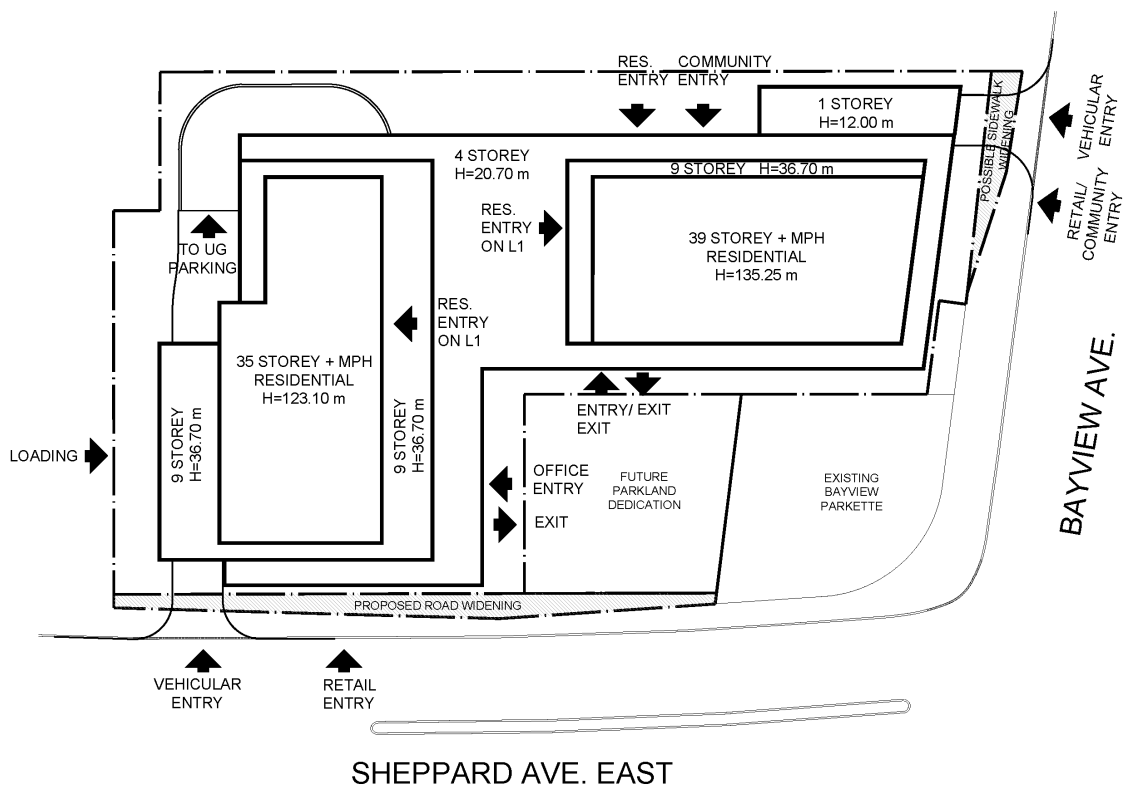 RES.
ENTRY
COMMUNITY
ENTRY
1 STOREY
H=12.00 m
POSSIBLE SIDEWALK
WIDENING
VEHICULAR
ENTRY
4 STOREY
H=20.70 m
9 STOREY H=36.70 m
RES.
ENTRY
ON L1
39 STOREY + MPH
RESIDENTIAL
H=135.25 m
RETAIL/
COMMUNITY
ENTRY
TO UG
PARKING
RES.
ENTRY
ON L1
35 STOREY + MPH
RESIDENTIAL
H=123.10 m
9 STOREY
H=36.70 m
9 STOREY
H=36.70 m
LOADING
ENTRY/ EXIT
EXIT
OFFICE
ENTRY
EXIT
FUTURE
PARKLAND
DEDICATION
EXISTING
BAYVIEW
PARKETTE
BAYVIEW AVE.
PROPOSED ROAD WIDENING
VEHICULAR
ENTRY
RETAIL
ENTRY
SHEPPARD AVE. EAST